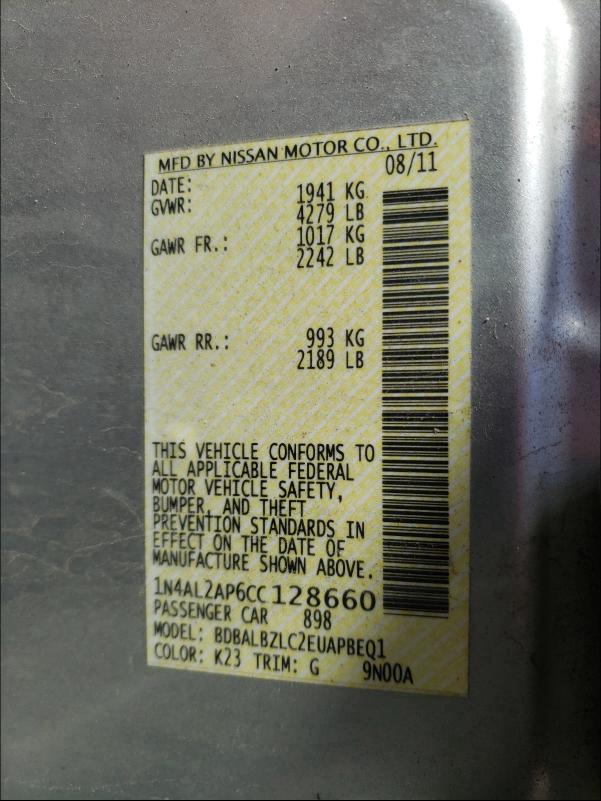 MFD BY NISSAN MOTOR CO., LTD.
DATE: 08/11
GVWR: 1941 KG
4279 LB
GAWR FR.: 1017 KG
2242 LB
GAWR RR.: 993 KG
2189 LB
THIS VEHICLE CONFORMS TO
ALL APPLICABLE FEDERAL
MOTOR VEHICLE SAFETY,
BUMPER, AND THEFT
PREVENTION STANDARDS IN
EFFECT ON THE DATE OF
MANUFACTURE SHOWN ABOVE.
1N4AL2AP6CC128660
PASSENGER CAR 898
MODEL: BDBALBZLC2EUAPBEQ1
COLOR: K23 TRIM: G 9N00A